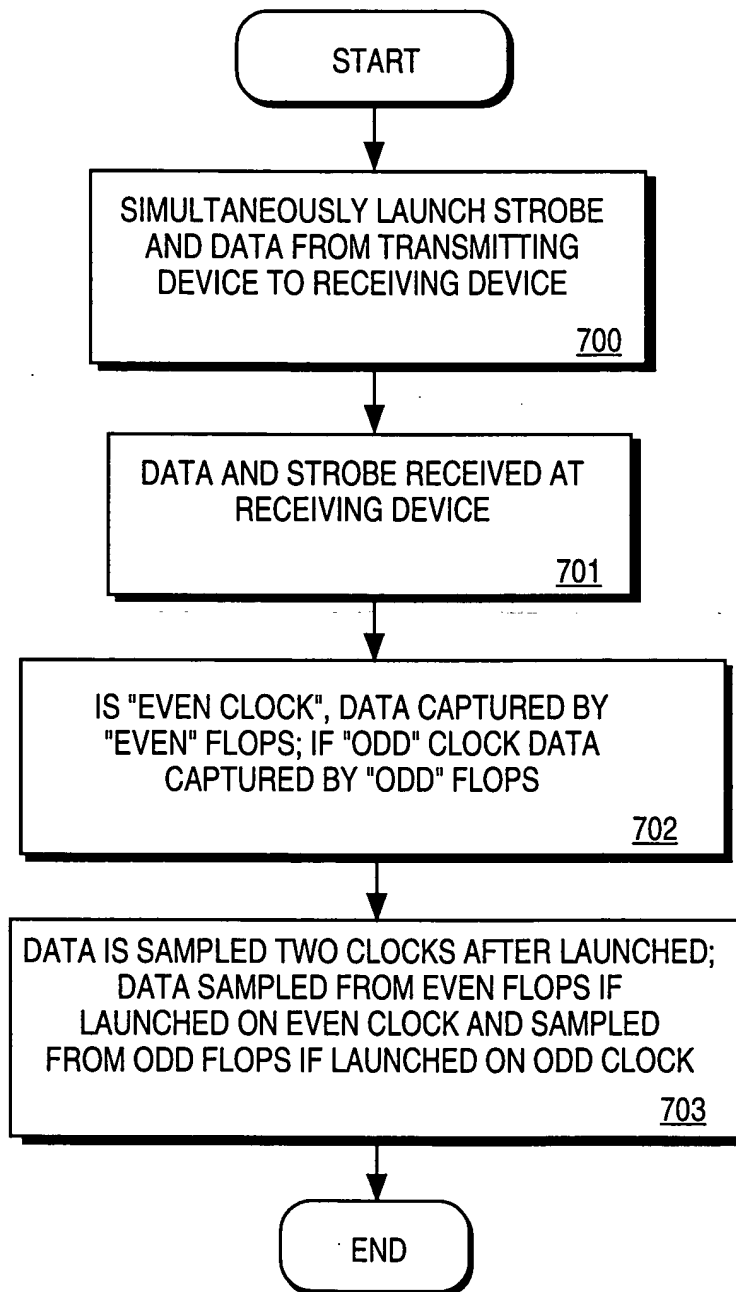 START
SIMULTANEOUSLY LAUNCH STROBE
AND DATA FROM TRANSMITTING
DEVICE TO RECEIVING DEVICE
700
DATA AND STROBE RECEIVED AT
RECEIVING DEVICE
701
IS "EVEN CLOCK", DATA CAPTURED BY
"EVEN" FLOPS; IF "ODD" CLOCK DATA
CAPTURED BY "ODD" FLOPS
702
DATA IS SAMPLED TWO CLOCKS AFTER LAUNCHED;
DATA SAMPLED FROM EVEN FLOPS IF
LAUNCHED ON EVEN CLOCK AND SAMPLED
FROM ODD FLOPS IF LAUNCHED ON ODD CLOCK
703
END